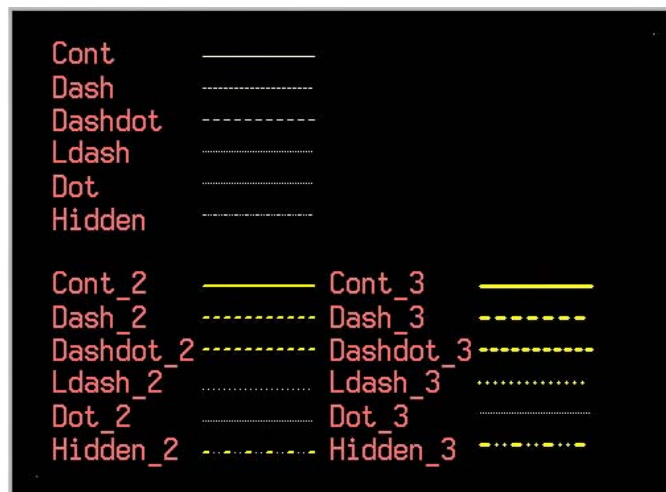 Cont
Dash
Dashdot
Ldash
Dot
Hidden
Cont_2 Cont_3
Dash_2 Dash_3
Dashdot_2 Dashdot_3
Ldash_2 Ldash_3
Dot_2 Dot_3
Hidden_2 Hidden_3